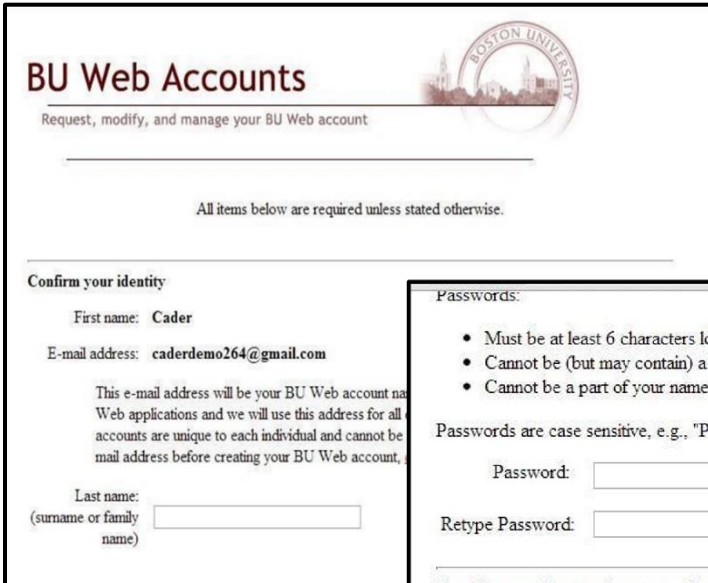 BOSTON UNIVERSITY
BU Web Accounts
Request, modify, and manage your BU Web account
All items below are required unless stated otherwise.
Confirm your identity
First name: Cader
E-mail address: caderdemo264@gmail.com
This e-mail address will be your BU Web account
Web applications and we will use this address for all
accounts are unique to each individual and cannot be
mail address before creating your BU Web account,
Last name:
(surname or family
name)
Passwords:
• Must be at least 6 characters
• Cannot be (but may contain) a
• Cannot be a part of your name
Passwords are case sensitive, e.g., "P
Password:
Retype Password: